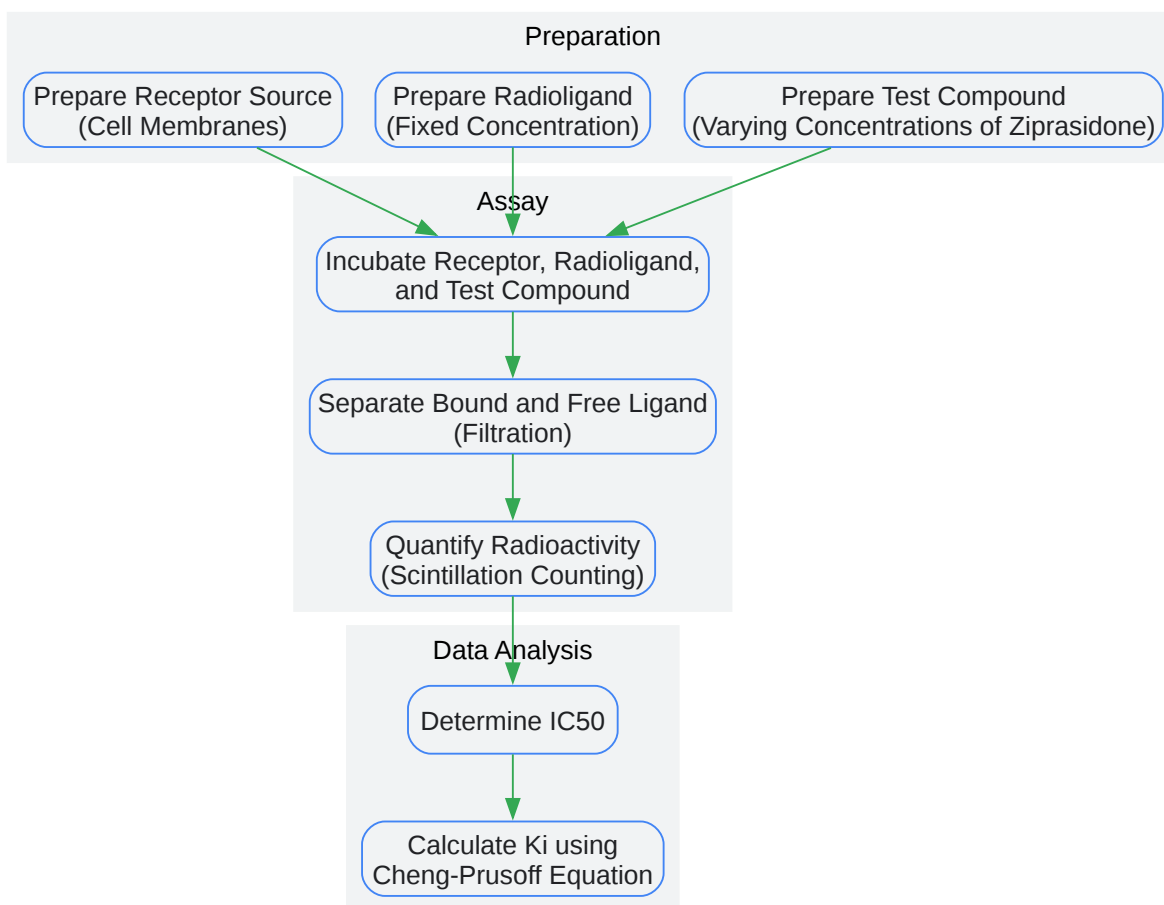 Preparation
Prepare Receptor Source
(Cell Membranes)
Prepare Radioligand
(Fixed Concentration)
Prepare Test Compound
(Varying Concentrations of Ziprasidone)
Assay
Incubate Receptor, Radioligand,
and Test Compound
Separate Bound and Free Ligand
(Filtration)
Quantify Radioactivity
(Scintillation Counting)
Data Analysis
Determine IC50
Calculate Ki using
Cheng-Prusoff Equation